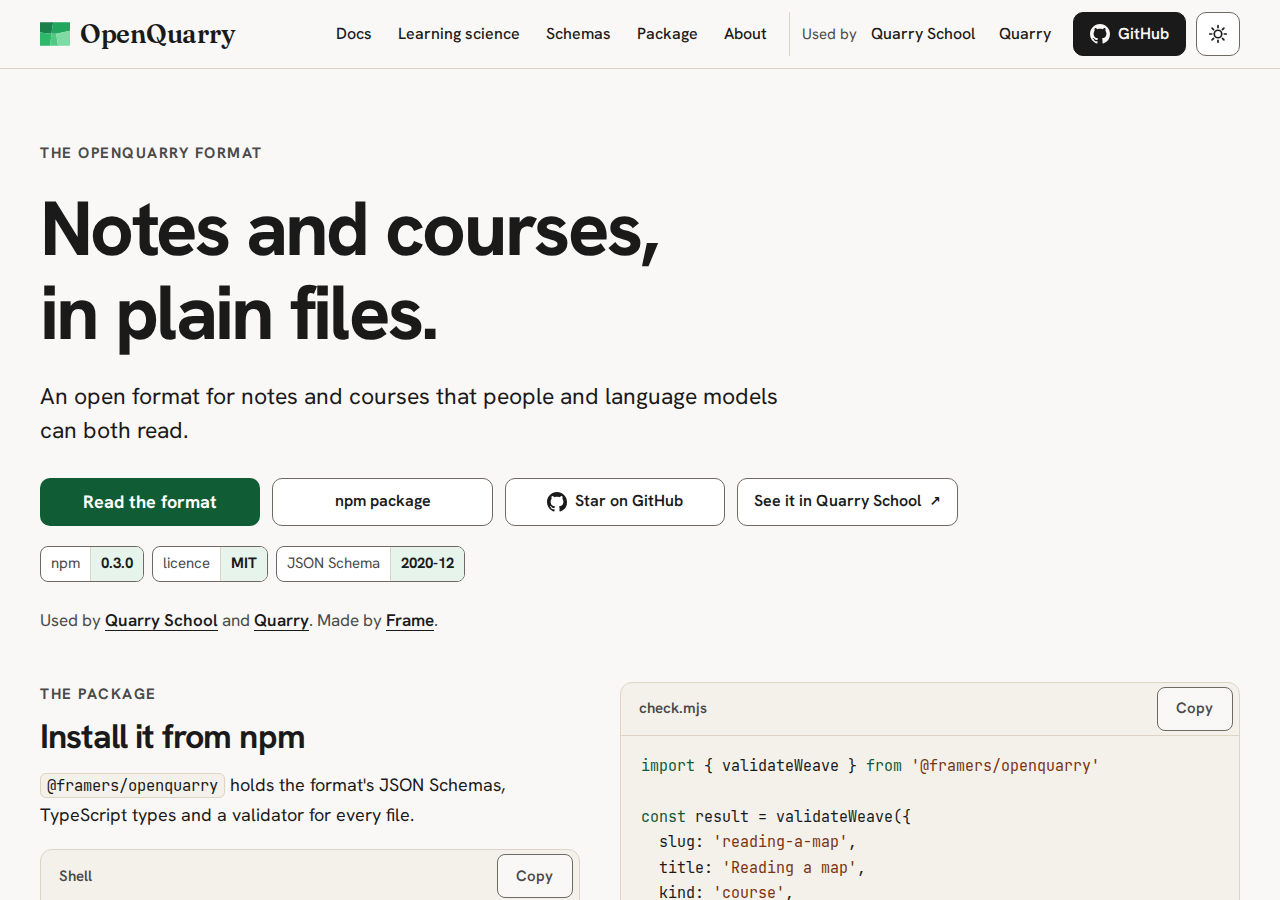 OpenQuarry
Docs Learning science Schemas Package About Used by Quarry School Quarry GitHub
THE OPENQUARRY FORMAT
Notes and courses,
in plain files.
An open format for notes and courses that people and language models
can both read.
Read the format npm package Star on GitHub See it in Quarry School ↗
npm 0.3.0 licence MIT JSON Schema 2020-12
Used by Quarry School and Quarry. Made by Frame.
THE PACKAGE
Install it from npm
@framers/openquarry holds the format's JSON Schemas,
TypeScript types and a validator for every file.
Shell Copy
check.mjs Copy
import { validateWeave } from '@framers/openquarry'
const result = validateWeave({
  slug: 'reading-a-map',
  title: 'Reading a map',
  kind: 'course',